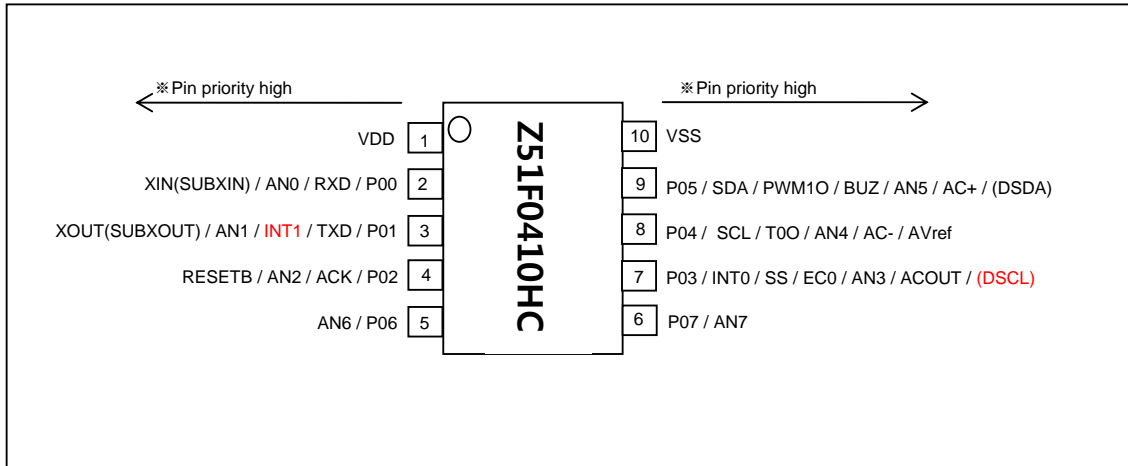 ※Pin priority high
※Pin priority high
VDD 1
10 VSS
XIN(SUBXIN) / AN0 / RXD / P00 2
9 P05 / SDA / PWM1O / BUZ / AN5 / AC+ / (DSDA)
XOUT(SUBXOUT) / AN1 / INT1 / TXD / P01 3
8 P04 / SCL / T0O / AN4 / AC- / AVref
RESETB / AN2 / ACK / P02 4
7 P03 / INT0 / SS / EC0 / AN3 / ACOUT / (DSCL)
AN6 / P06 5
6 P07 / AN7
Z51F0410HC